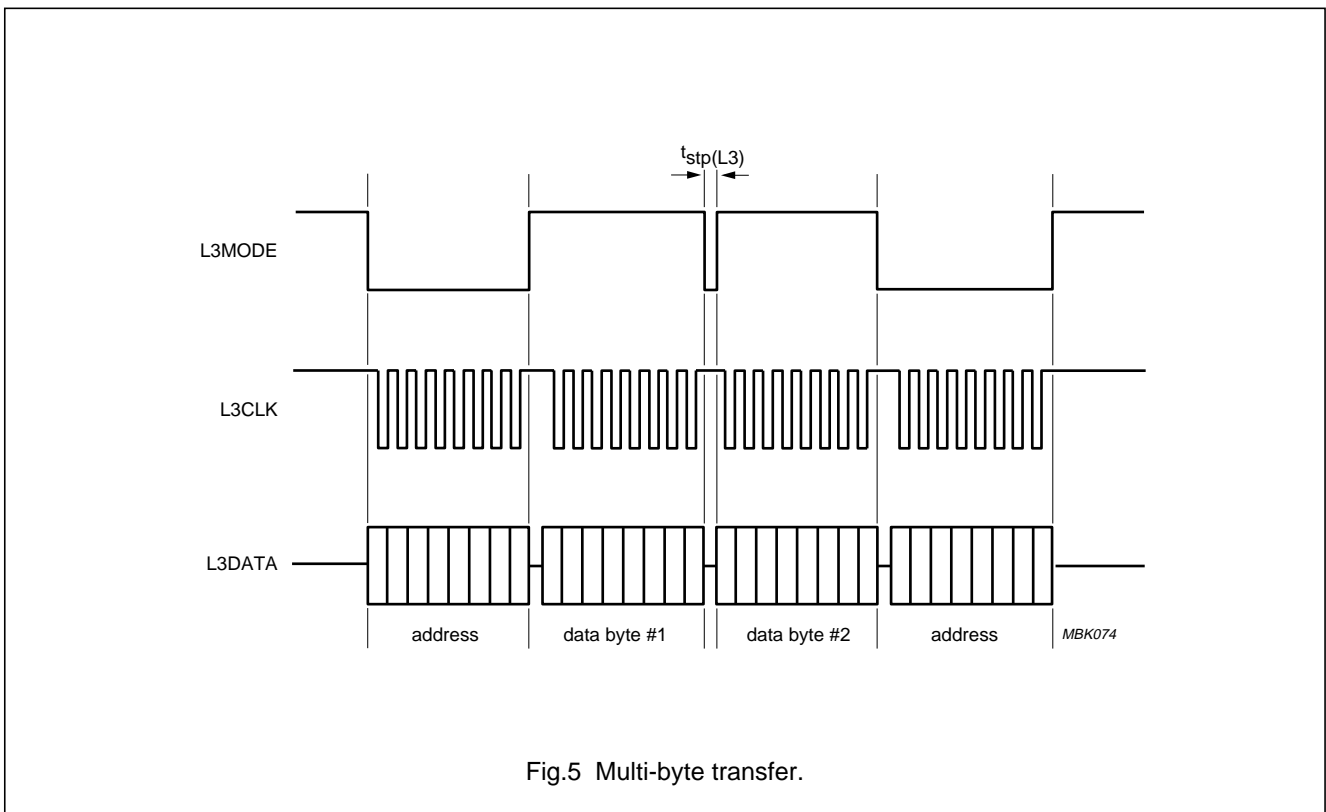 tstp(L3)
L3MODE
L3CLK
L3DATA
address data byte #1 data byte #2 address MBK074
Fig.5 Multi-byte transfer.